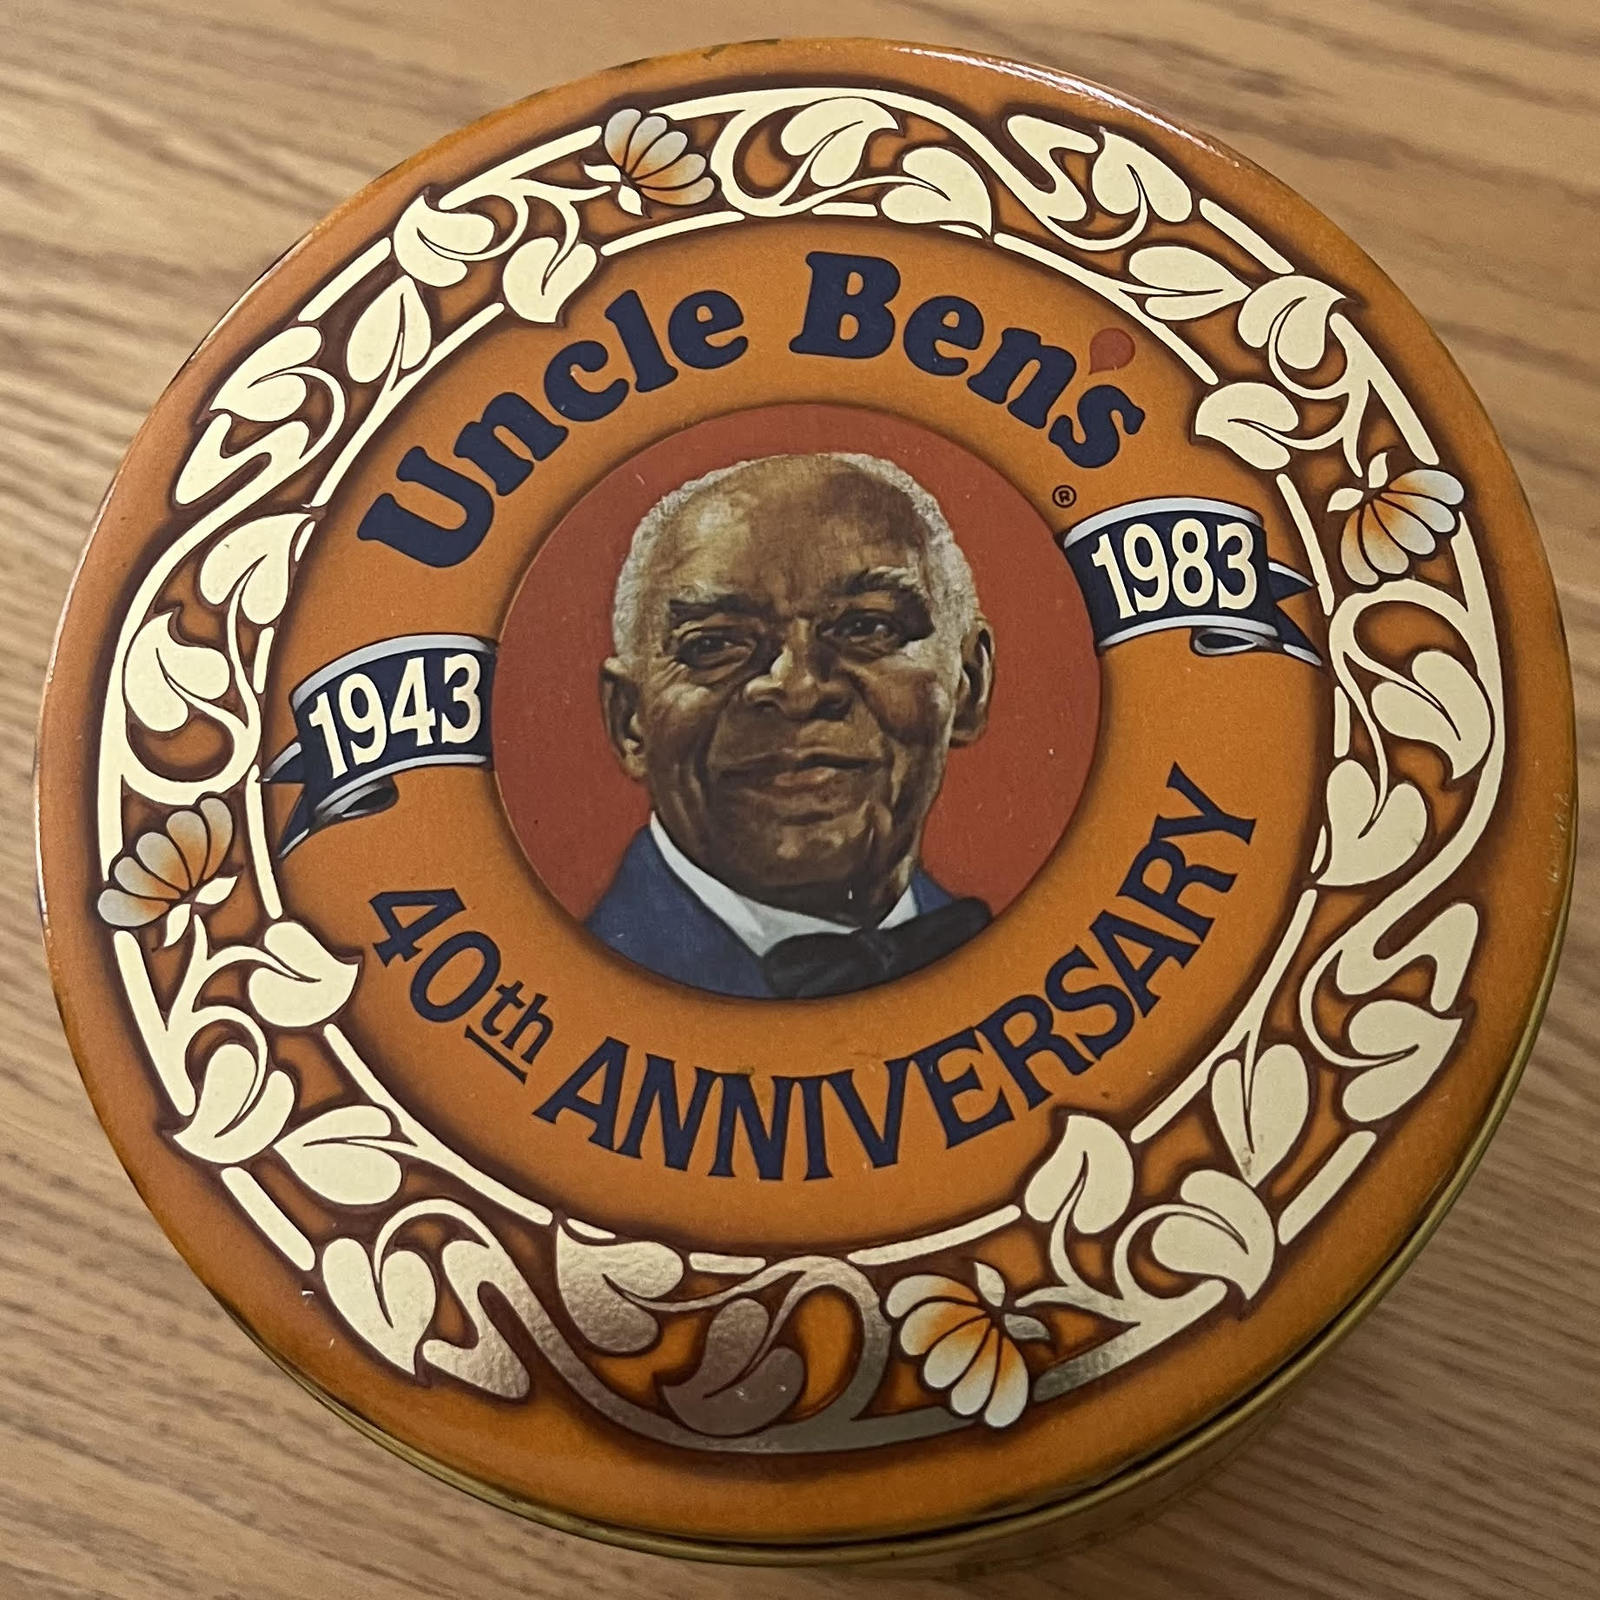 Uncle Ben's
®
1943
1983
40th ANNIVERSARY